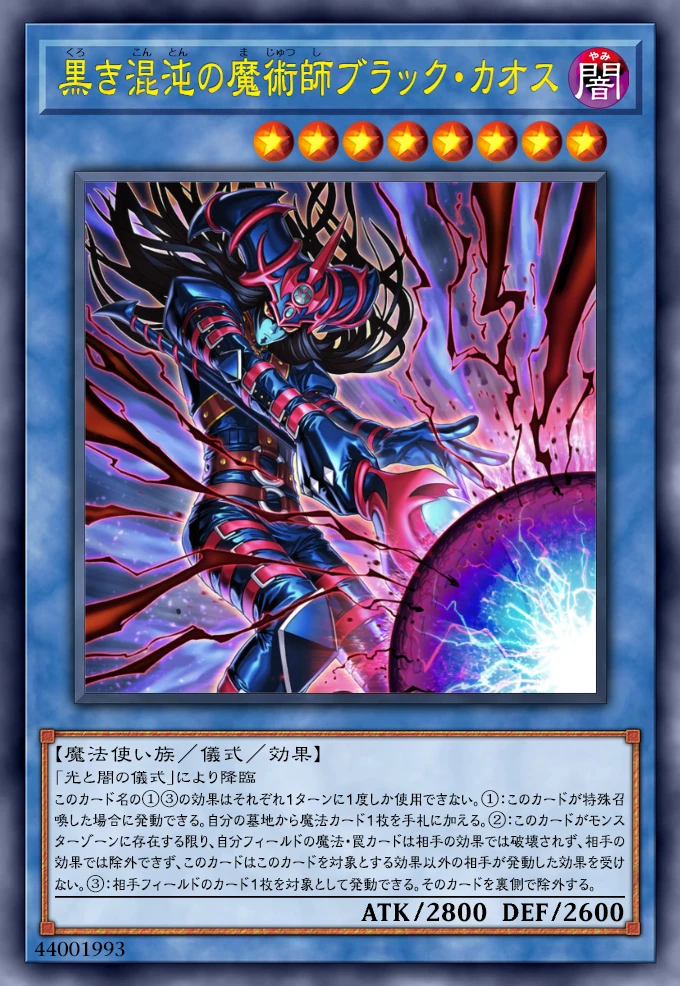 くろ こん とん ま じゅつ し
黒き混沌の魔術師ブラック・カオス
やみ
闇
【魔法使い族／儀式／効果】
「光と闇の儀式」により降臨
このカード名の①③の効果はそれぞれ1ターンに1度しか使用できない。①：このカードが特殊召
喚した場合に発動できる。自分の墓地から魔法カード1枚を手札に加える。②：このカードがモンス
ターゾーンに存在する限り、自分フィールドの魔法・罠カードは相手の効果では破壊されず、相手の
効果では除外できず、このカードはこのカードを対象とする効果以外の相手が発動した効果を受け
ない。③：相手フィールドのカード1枚を対象として発動できる。そのカードを裏側で除外する。
ATK/2800 DEF/2600
44001993